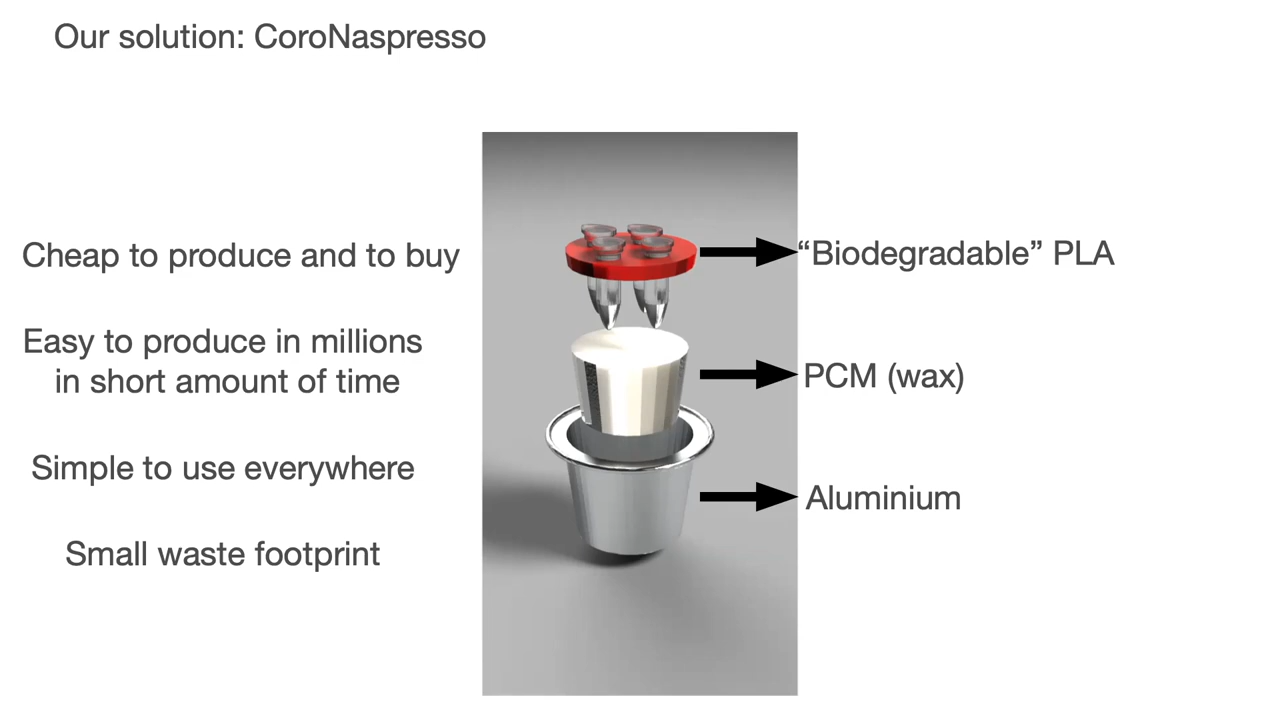 Our solution: CoroNaspresso
Cheap to produce and to buy
Easy to produce in millions
in short amount of time
Simple to use everywhere
Small waste footprint
“Biodegradable” PLA
PCM (wax)
Aluminium